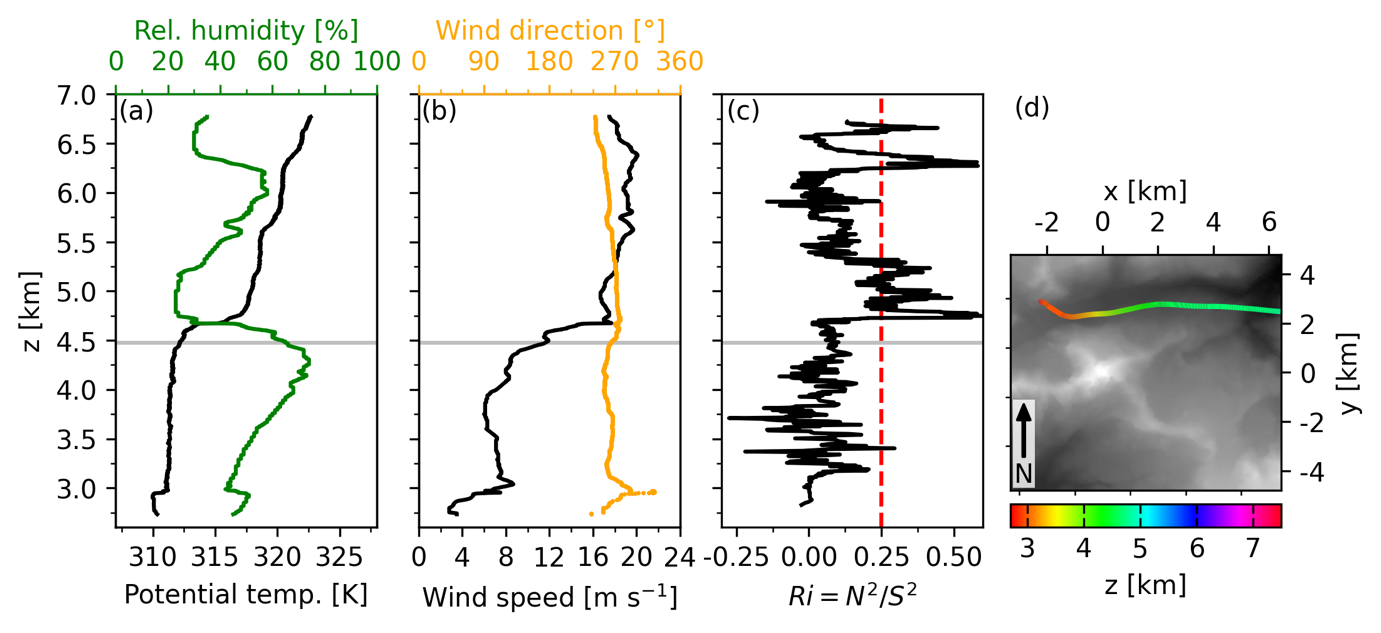 Rel. humidity [%]
0 20 40 60 80 100
Wind direction [°]
0 90 180 270 360
(a)
(b)
(c)
(d)
z [km]
7.0
6.5
6.0
5.5
5.0
4.5
4.0
3.5
3.0
310 315 320 325
Potential temp. [K]
0 4 8 12 16 20 24
Wind speed [m s⁻¹]
-0.25 0.00 0.25 0.50
Ri = N²/S²
x [km]
-2 0 2 4 6
4
2
0
-2
-4
y [km]
N
3 4 5 6 7
z [km]